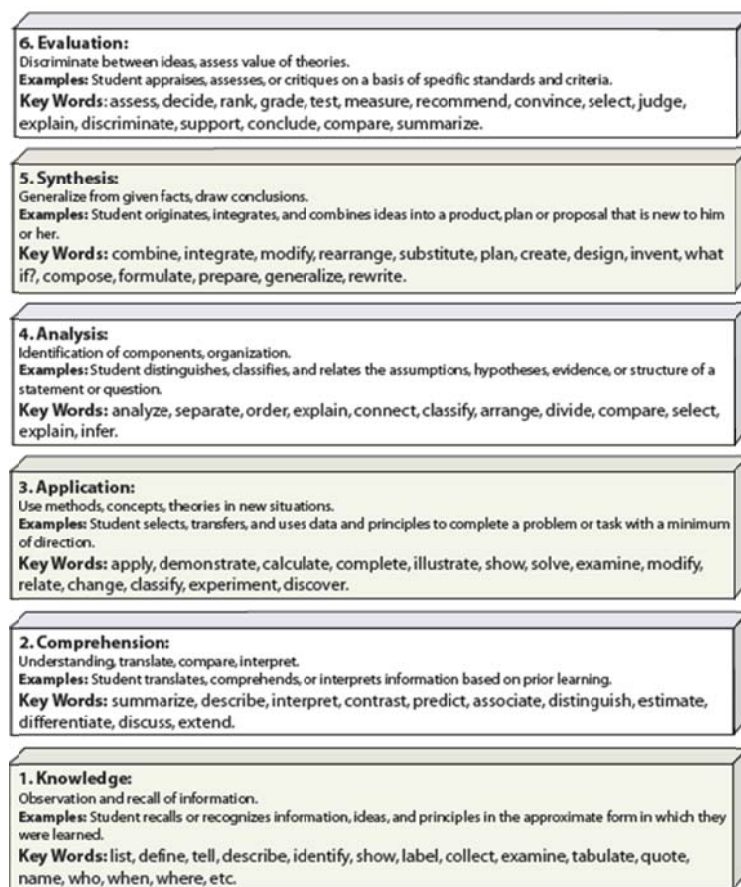 6. Evaluation:
Discriminate between ideas, assess value of theories.
Examples: Student appraises, assesses, or critiques on a basis of specific standards and criteria.
Key Words: assess, decide, rank, grade, test, measure, recommend, convince, select, judge,
explain, discriminate, support, conclude, compare, summarize.
5. Synthesis:
Generalize from given facts, draw conclusions.
Examples: Student originates, integrates, and combines ideas into a product, plan or proposal that is new to him
or her.
Key Words: combine, integrate, modify, rearrange, substitute, plan, create, design, invent, what
if?, compose, formulate, prepare, generalize, rewrite.
4. Analysis:
Identification of components, organization.
Examples: Student distinguishes, classifies, and relates the assumptions, hypotheses, evidence, or structure of a
statement or question.
Key Words: analyze, separate, order, explain, connect, classify, arrange, divide, compare, select,
explain, infer.
3. Application:
Use methods, concepts, theories in new situations.
Examples: Student selects, transfers, and uses data and principles to complete a problem or task with a minimum
of direction.
Key Words: apply, demonstrate, calculate, complete, illustrate, show, solve, examine, modify,
relate, change, classify, experiment, discover.
2. Comprehension:
Understanding, translate, compare, interpret.
Examples: Student translates, comprehends, or interprets information based on prior learning.
Key Words: summarize, describe, interpret, contrast, predict, associate, distinguish, estimate,
differentiate, discuss, extend.
1. Knowledge:
Observation and recall of information.
Examples: Student recalls or recognizes information, ideas, and principles in the approximate form in which they
were learned.
Key Words: list, define, tell, describe, identify, show, label, collect, examine, tabulate, quote,
name, who, when, where, etc.